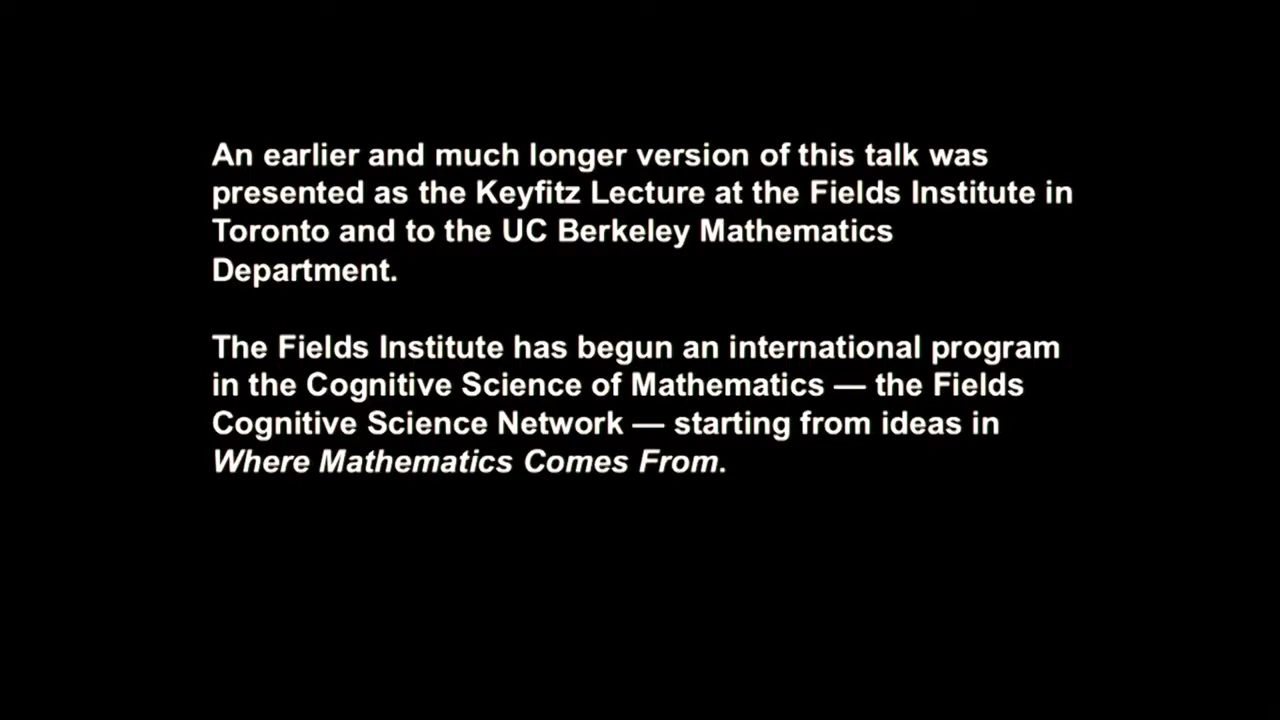 An earlier and much longer version of this talk was
presented as the Keyfitz Lecture at the Fields Institute in
Toronto and to the UC Berkeley Mathematics
Department.
The Fields Institute has begun an international program
in the Cognitive Science of Mathematics — the Fields
Cognitive Science Network — starting from ideas in
Where Mathematics Comes From.